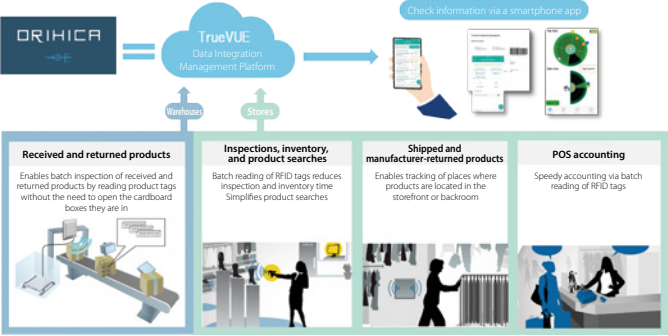 ORIHICA
TrueVUE
Data Integration
Management Platform
Check information via a smartphone app
Warehouses
Stores
Received and returned products
Enables batch inspection of received and
returned products by reading product tags
without the need to open the cardboard
boxes they are in
Inspections, inventory,
and product searches
Batch reading of RFID tags reduces
inspection and inventory time
Simplifies product searches
Shipped and
manufacturer-returned products
Enables tracking of places where
products are located in the
storefront or backroom
POS accounting
Speedy accounting via batch
reading of RFID tags